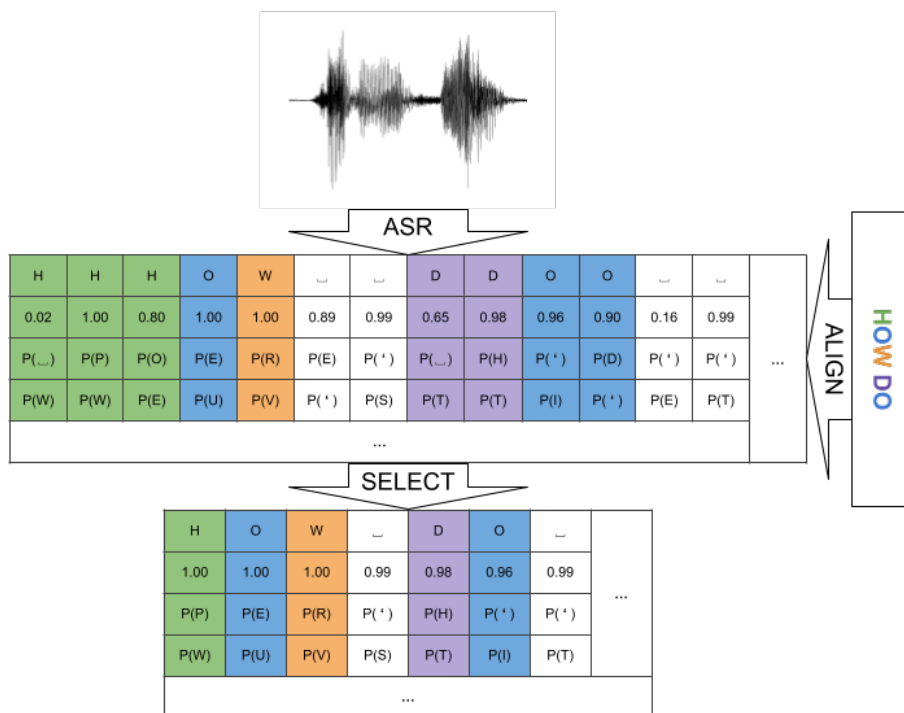 ASR
H H H O W ⎵ ⎵ D D O O ⎵ ⎵
0.02 1.00 0.80 1.00 1.00 0.89 0.99 0.65 0.98 0.96 0.90 0.16 0.99
P(⎵) P(P) P(O) P(E) P(R) P(E) P(‘) P(⎵) P(H) P(‘) P(D) P(‘) P(‘) ...
P(W) P(W) P(E) P(U) P(V) P(‘) P(S) P(T) P(T) P(I) P(‘) P(E) P(T)
...
ALIGN
HOW DO
SELECT
H O W ⎵ D O ⎵
1.00 1.00 1.00 0.99 0.98 0.96 0.99 ...
P(P) P(E) P(R) P(‘) P(H) P(‘) P(‘)
P(W) P(U) P(V) P(S) P(T) P(I) P(T)
...